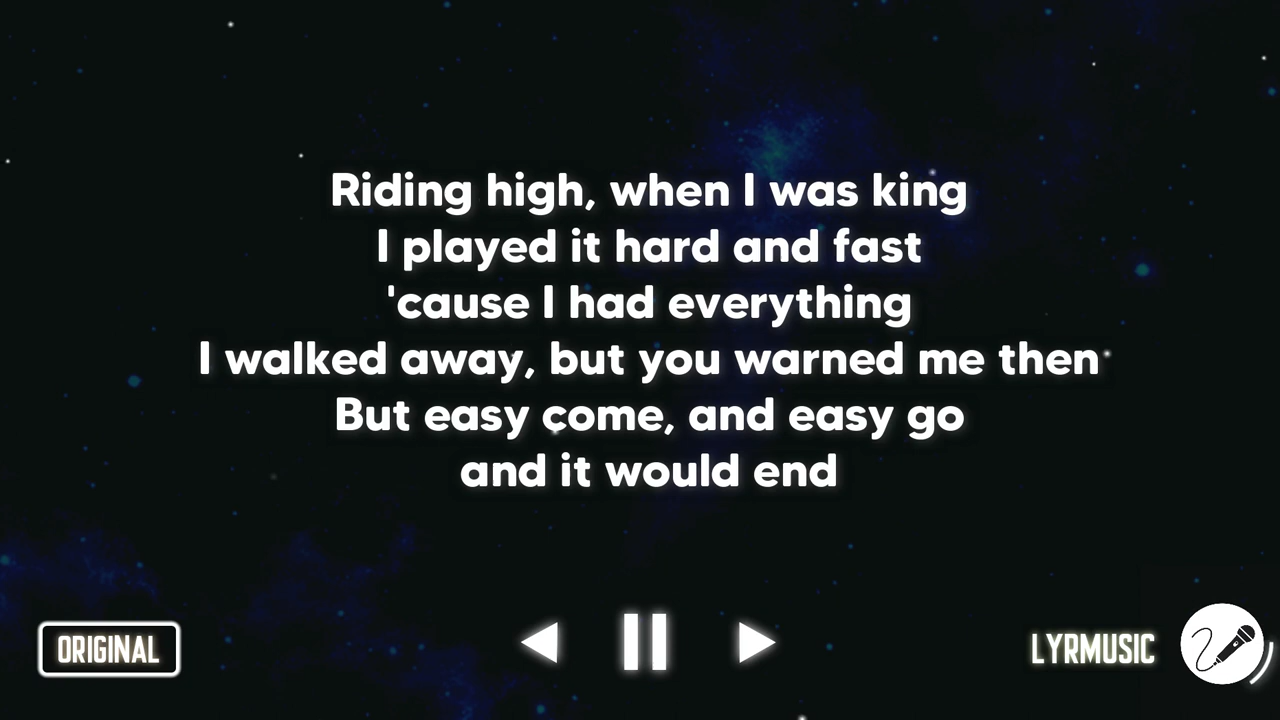 Riding high, when I was king
I played it hard and fast
'cause I had everything
I walked away, but you warned me then
But easy come, and easy go
and it would end
ORIGINAL
LYRMUSIC